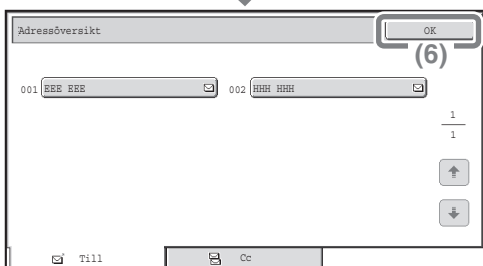 Adressöversikt OK
(6)
001 EEE EEE 002 HHH HHH
1
1
Till Cc